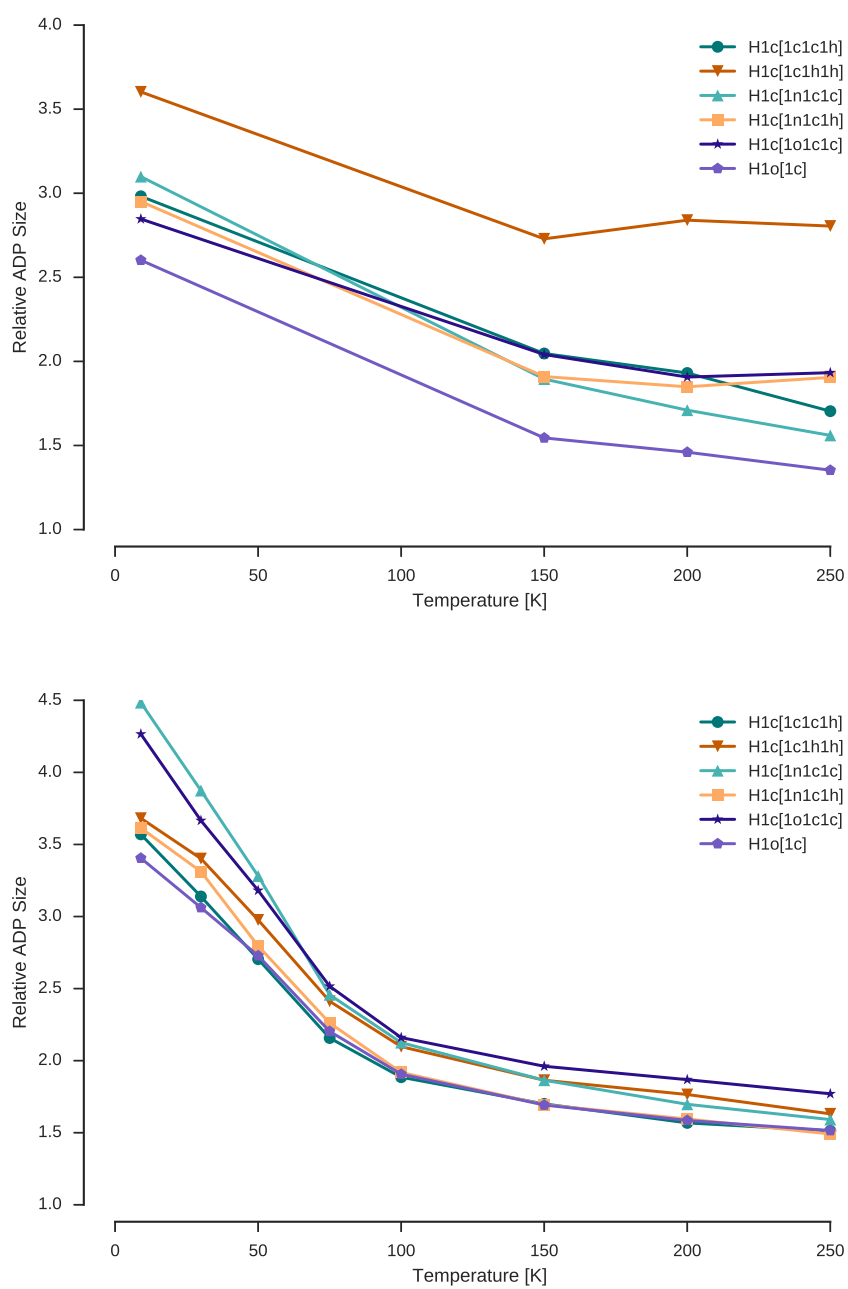 4.0
3.5
3.0
2.5
2.0
1.5
1.0
Relative ADP Size
H1c[1c1c1h]
H1c[1c1h1h]
H1c[1n1c1c]
H1c[1n1c1h]
H1c[1o1c1c]
H1o[1c]
0 50 100 150 200 250
Temperature [K]
4.5
4.0
3.5
3.0
2.5
2.0
1.5
1.0
Relative ADP Size
H1c[1c1c1h]
H1c[1c1h1h]
H1c[1n1c1c]
H1c[1n1c1h]
H1c[1o1c1c]
H1o[1c]
0 50 100 150 200 250
Temperature [K]